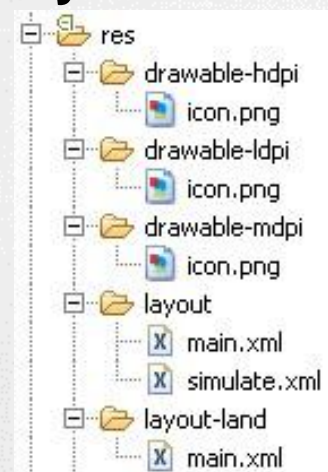 res
drawable-hdpi
icon.png
drawable-ldpi
icon.png
drawable-mdpi
icon.png
layout
main.xml
simulate.xml
layout-land
main.xml